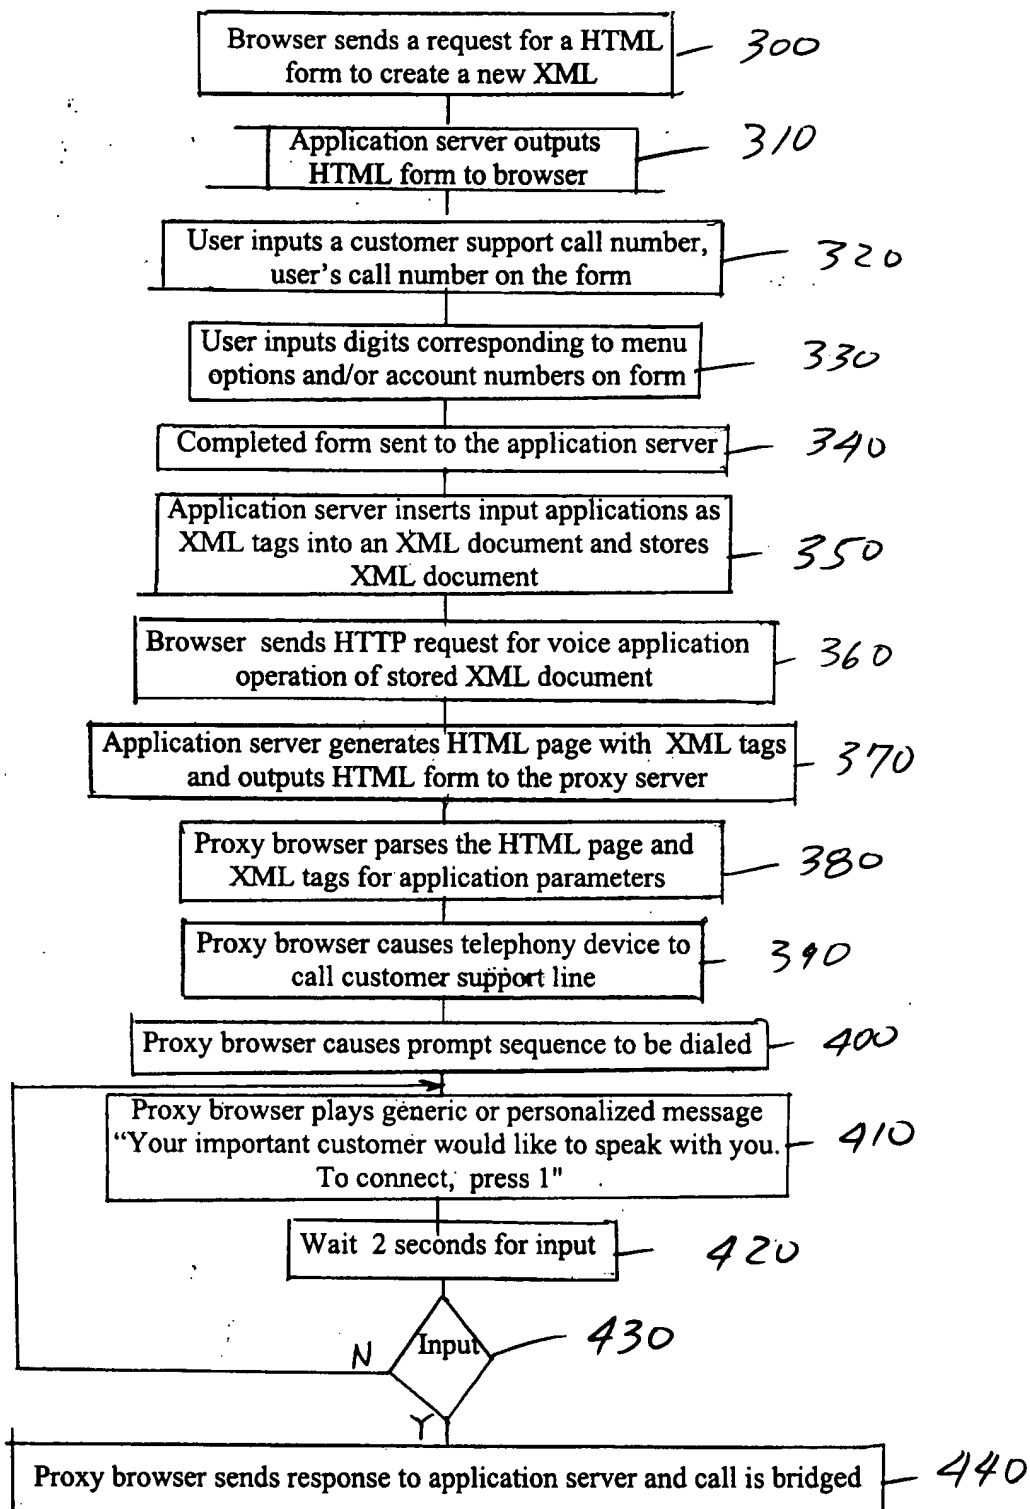 Browser sends a request for a HTML
form to create a new XML
300
Application server outputs
HTML form to browser
310
User inputs a customer support call number,
user's call number on the form
320
User inputs digits corresponding to menu
options and/or account numbers on form
330
Completed form sent to the application server
340
Application server inserts input applications as
XML tags into an XML document and stores
XML document
350
Browser sends HTTP request for voice application
operation of stored XML document
360
Application server generates HTML page with XML tags
and outputs HTML form to the proxy server
370
Proxy browser parses the HTML page and
XML tags for application parameters
380
Proxy browser causes telephony device to
call customer support line
390
Proxy browser causes prompt sequence to be dialed
400
Proxy browser plays generic or personalized message
"Your important customer would like to speak with you.
To connect, press 1"
410
Wait 2 seconds for input
420
Input
430
N
Y
Proxy browser sends response to application server and call is bridged
440